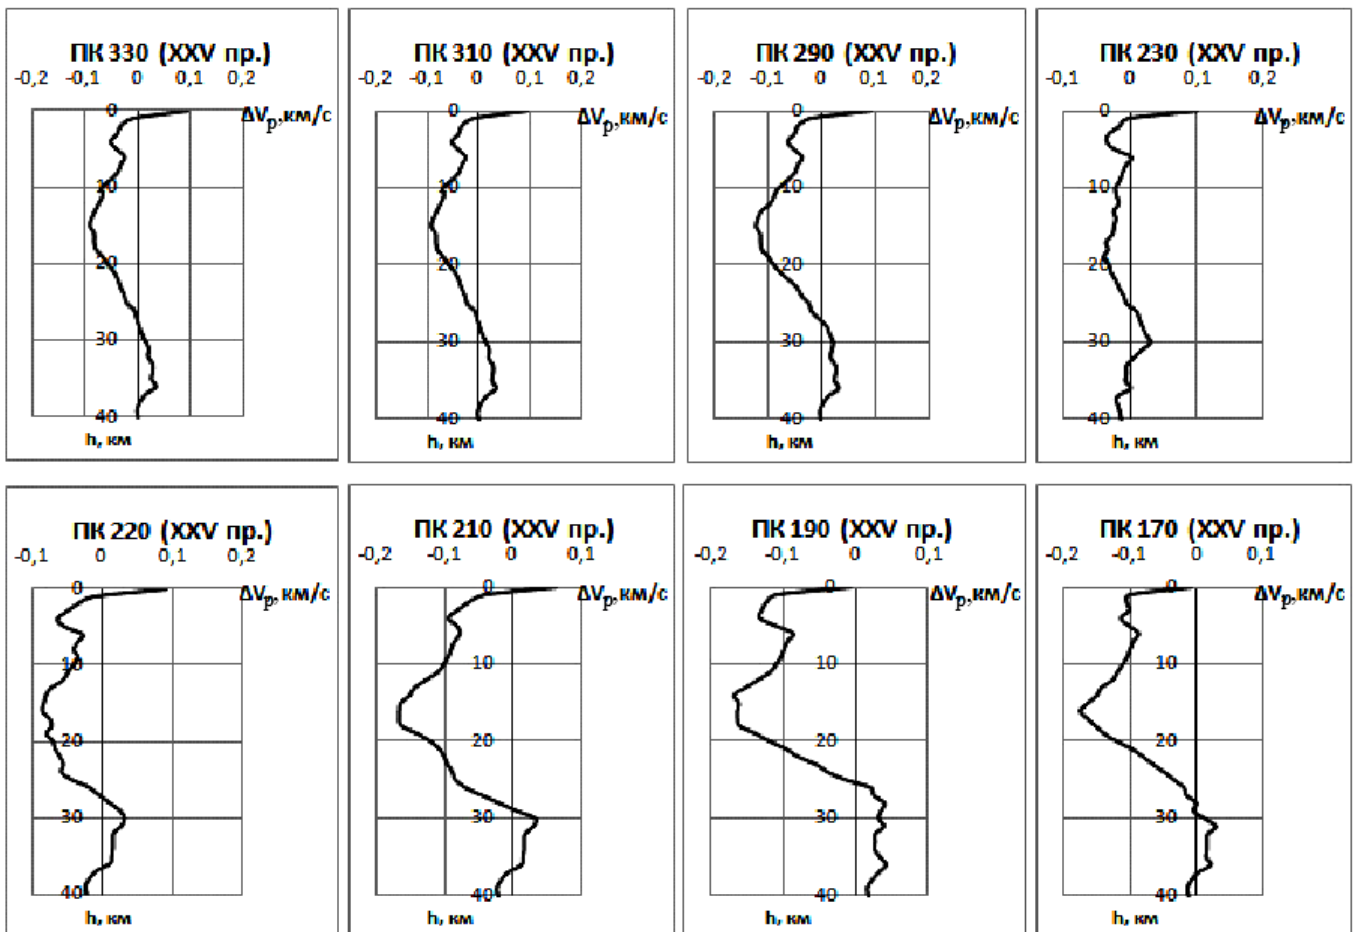 ПК 330 (XXV пр.)
-0,2 -0,1 0 0,1 0,2
0
ΔVp,км/с
10
20
30
40
h, км
ПК 310 (XXV пр.)
-0,2 -0,1 0 0,1 0,2
0
ΔVp,км/с
10
20
30
40
h, км
ПК 290 (XXV пр.)
-0,2 -0,1 0 0,1 0,2
0
ΔVp,км/с
10
20
30
40
h, км
ПК 230 (XXV пр.)
-0,1 0 0,1 0,2
0
ΔVp,км/с
10
20
30
40
h, км
ПК 220 (XXV пр.)
-0,1 0 0,1 0,2
0
ΔVp,км/с
10
20
30
40
h, км
ПК 210 (XXV пр.)
-0,2 -0,1 0 0,1
0
ΔVp,км/с
10
20
30
40
h, км
ПК 190 (XXV пр.)
-0,2 -0,1 0 0,1
0
ΔVp,км/с
10
20
30
40
h, км
ПК 170 (XXV пр.)
-0,2 -0,1 0 0,1
0
ΔVp,км/с
10
20
30
40
h, км